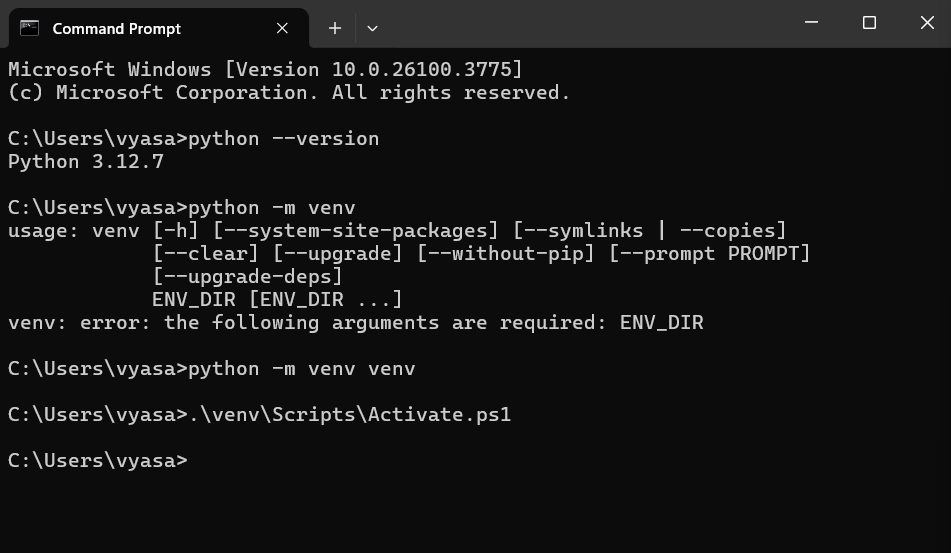 Command Prompt
Microsoft Windows [Version 10.0.26100.3775]
(c) Microsoft Corporation. All rights reserved.
C:\Users\vyasa>python --version
Python 3.12.7
C:\Users\vyasa>python -m venv
usage: venv [-h] [--system-site-packages] [--symlinks | --copies]
            [--clear] [--upgrade] [--without-pip] [--prompt PROMPT]
            [--upgrade-deps]
            ENV_DIR [ENV_DIR ...]
venv: error: the following arguments are required: ENV_DIR
C:\Users\vyasa>python -m venv venv
C:\Users\vyasa>.\venv\Scripts\Activate.ps1
C:\Users\vyasa>